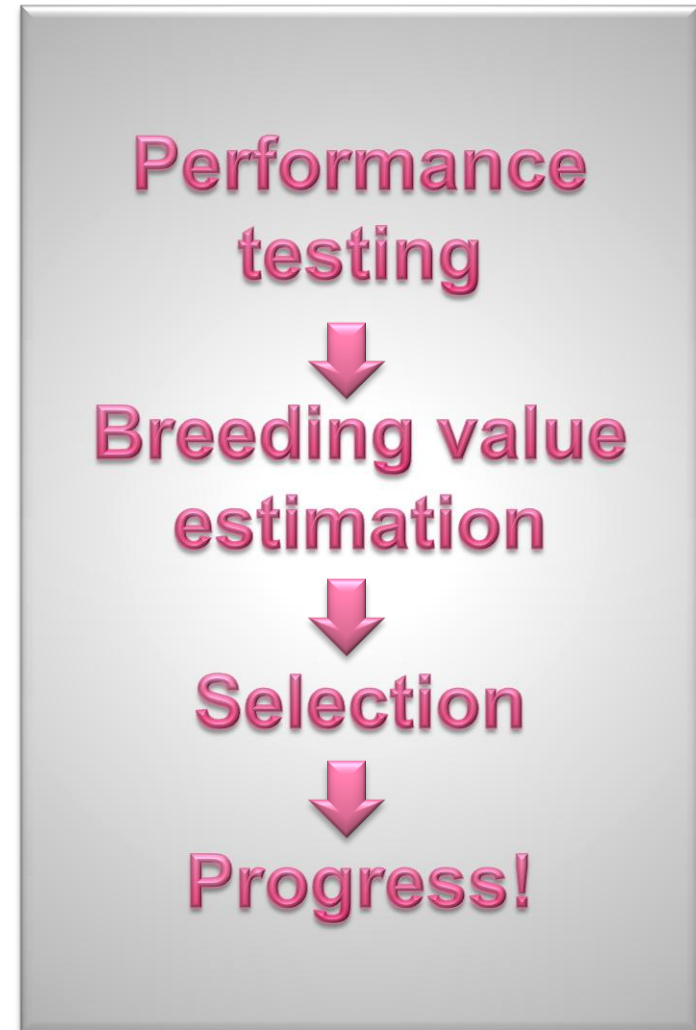 Performance
testing
Breeding value
estimation
Selection
Progress!